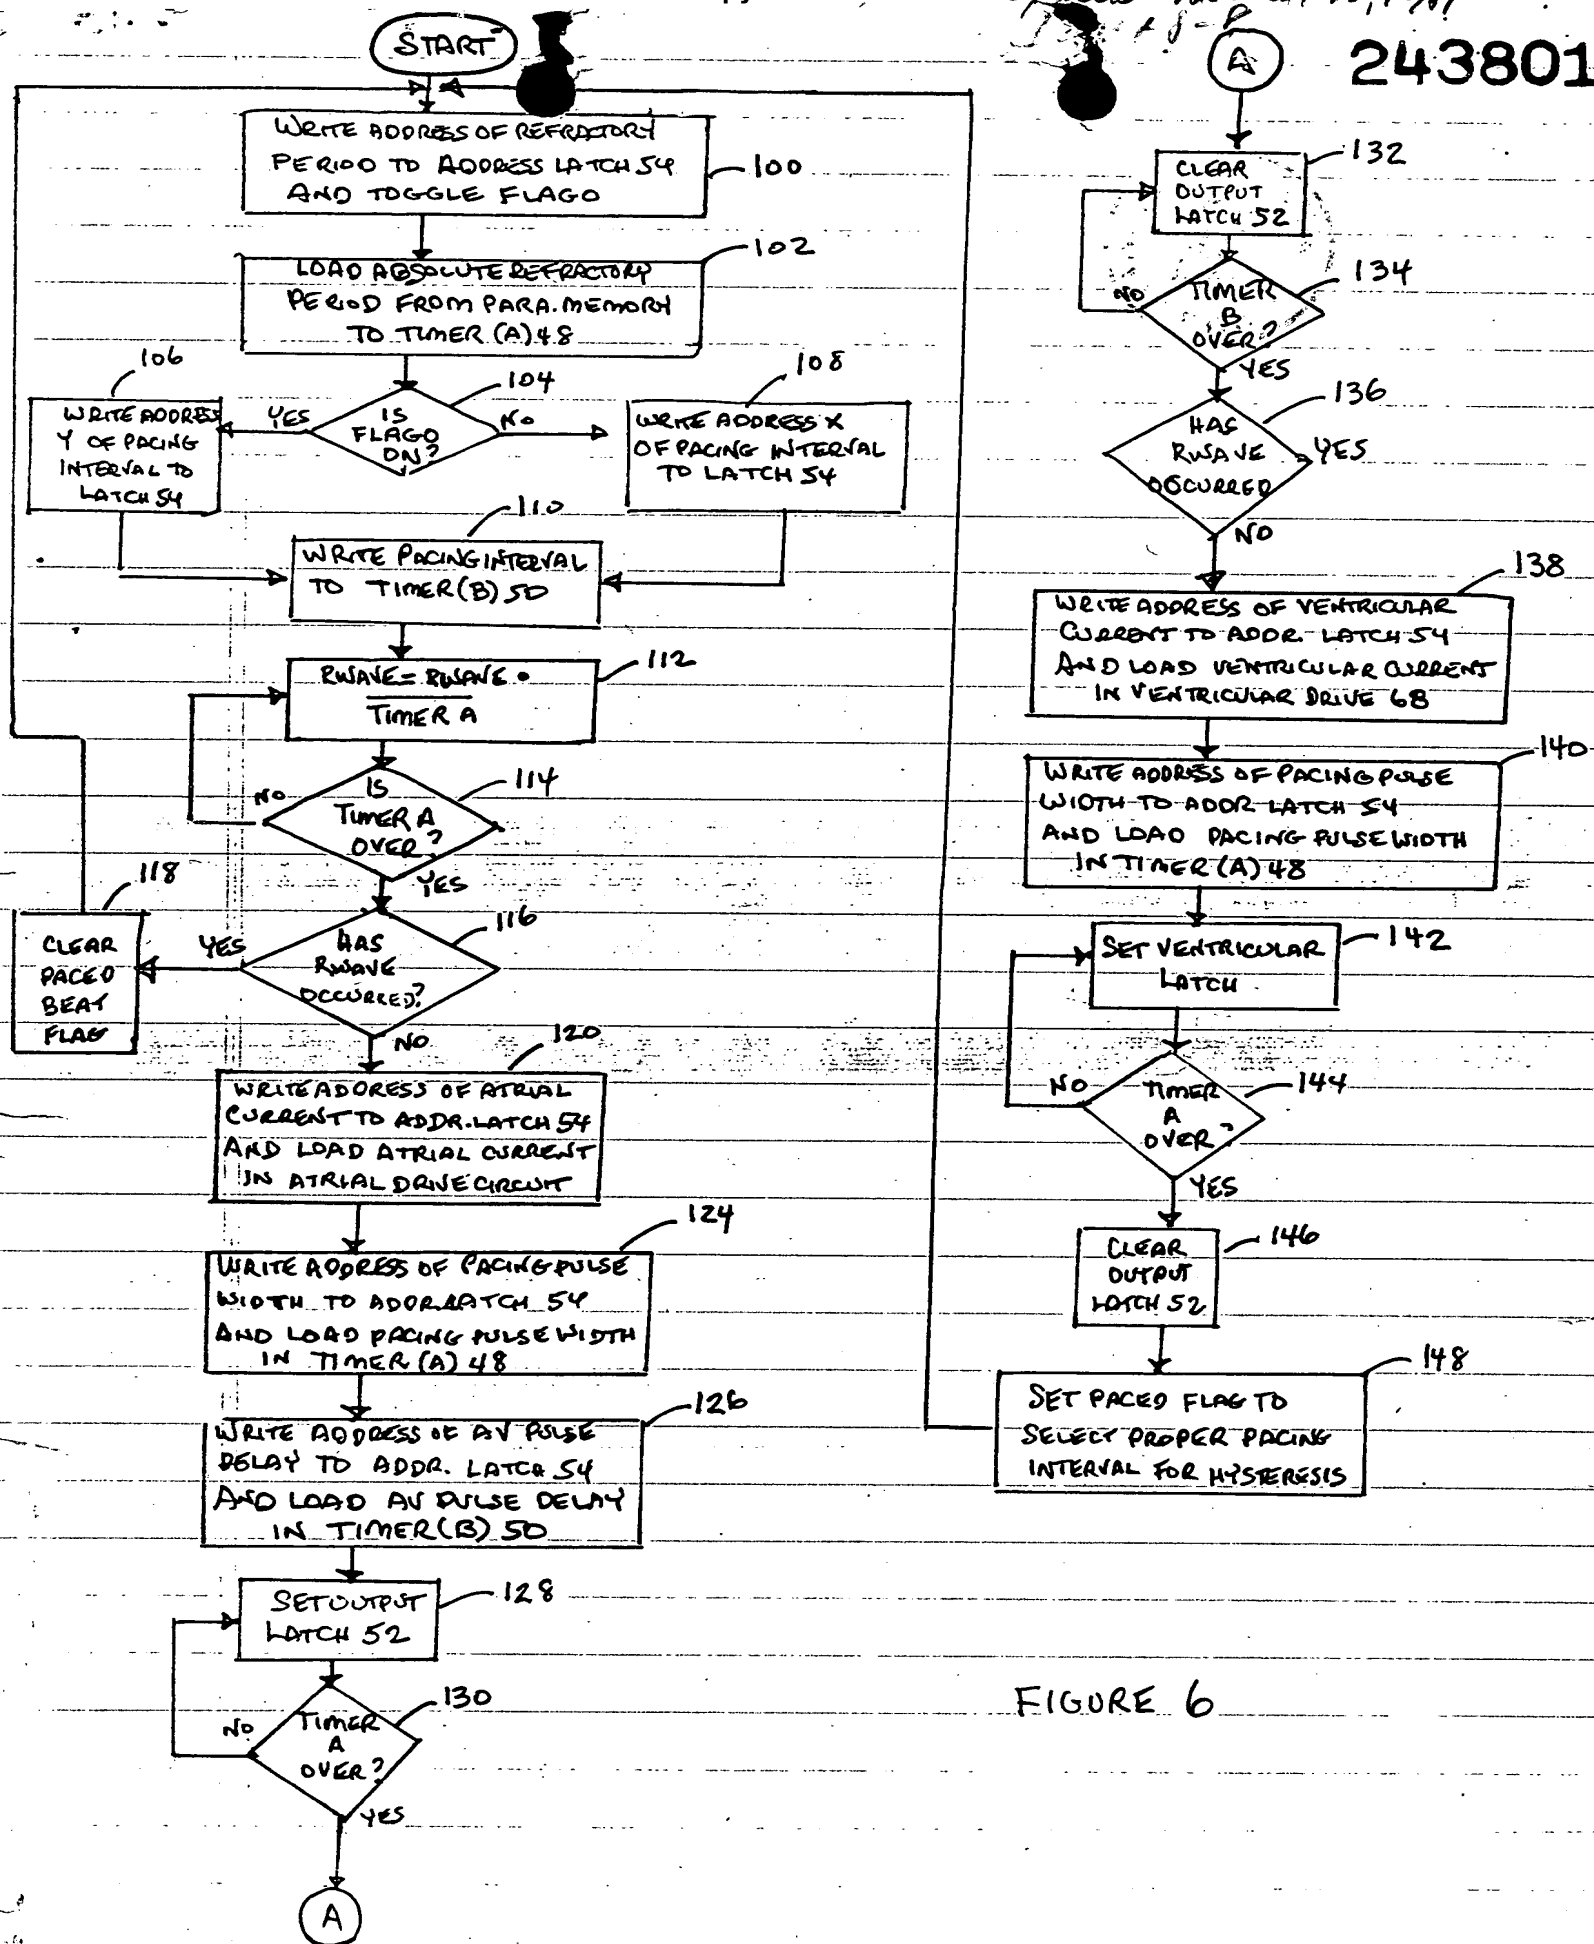 START
WRITE ADDRESS OF REFRACTORY
PERIOD TO ADDRESS LATCH 54
AND TOGGLE FLAGO
100
LOAD ABSOLUTE REFRACTORY
PERIOD FROM PARA. MEMORY
TO TIMER (A) 48
102
IS
FLAGO
ON?
104
YES
NO
106
WRITE ADDRESS
Y OF PACING
INTERVAL TO
LATCH 54
108
WRITE ADDRESS X
OF PACING INTERVAL
TO LATCH 54
110
WRITE PACING INTERVAL
TO TIMER (B) 50
112
RWAVE = RWAVE •
TIMER A
IS
TIMER A
OVER?
114
NO
YES
HAS
RWAVE
OCCURRED?
116
YES
NO
118
CLEAR
PACED
BEAT
FLAG
120
WRITE ADDRESS OF ATRIAL
CURRENT TO ADDR. LATCH 54
AND LOAD ATRIAL CURRENT
IN ATRIAL DRIVE CIRCUIT
124
WRITE ADDRESS OF PACING PULSE
WIDTH TO ADDR LATCH 54
AND LOAD PACING PULSE WIDTH
IN TIMER (A) 48
126
WRITE ADDRESS OF AV PULSE
DELAY TO ADDR. LATCH 54
AND LOAD AV PULSE DELAY
IN TIMER (B) 50
128
SET OUTPUT
LATCH 52
130
TIMER
A
OVER?
NO
YES
A
A
243801
132
CLEAR
OUTPUT
LATCH 52
134
TIMER
B
OVER?
NO
YES
136
HAS
RWAVE
OCCURRED
YES
NO
138
WRITE ADDRESS OF VENTRICULAR
CURRENT TO ADDR. LATCH 54
AND LOAD VENTRICULAR CURRENT
IN VENTRICULAR DRIVE 68
140
WRITE ADDRESS OF PACING PULSE
WIDTH TO ADDR LATCH 54
AND LOAD PACING PULSE WIDTH
IN TIMER (A) 48
142
SET VENTRICULAR
LATCH
144
TIMER
A
OVER?
NO
YES
146
CLEAR
OUTPUT
LATCH 52
148
SET PACED FLAG TO
SELECT PROPER PACING
INTERVAL FOR HYSTERESIS
FIGURE 6